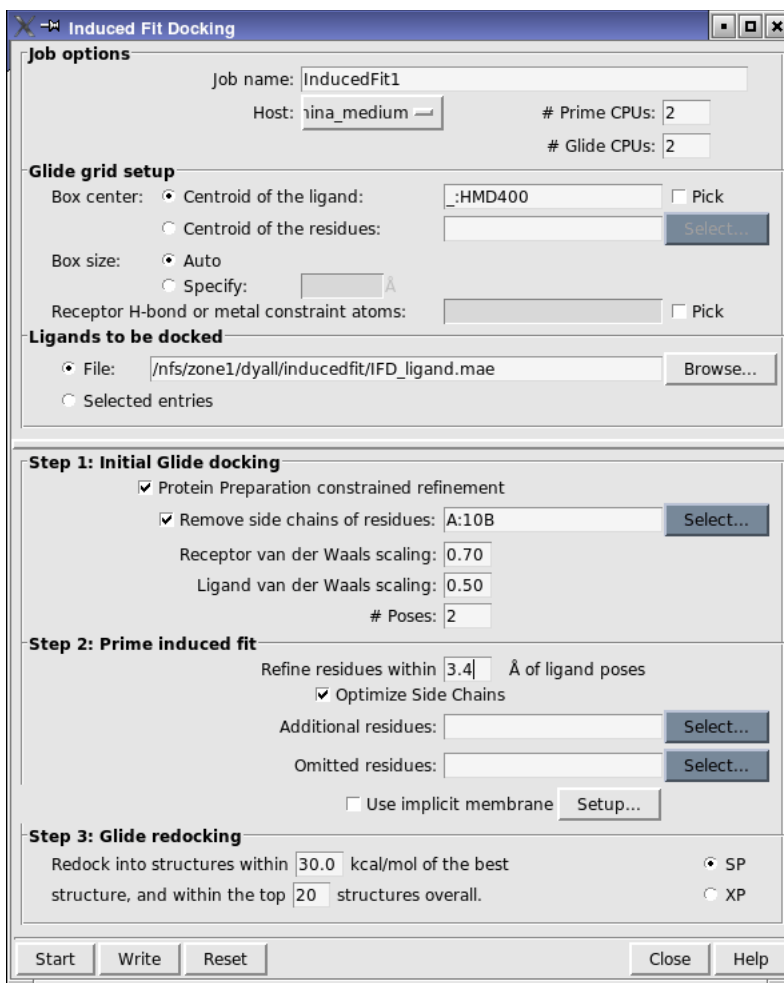 Induced Fit Docking
Job options
Job name: InducedFit1
Host: nina_medium # Prime CPUs: 2
# Glide CPUs: 2
Glide grid setup
Box center: Centroid of the ligand: _:HMD400 Pick
Centroid of the residues: Select...
Box size: Auto
Specify: Å
Receptor H-bond or metal constraint atoms: Pick
Ligands to be docked
File: /nfs/zone1/dyall/inducedfit/IFD_ligand.mae Browse...
Selected entries
Step 1: Initial Glide docking
Protein Preparation constrained refinement
Remove side chains of residues: A:10B Select...
Receptor van der Waals scaling: 0.70
Ligand van der Waals scaling: 0.50
# Poses: 2
Step 2: Prime induced fit
Refine residues within 3.4 Å of ligand poses
Optimize Side Chains
Additional residues: Select...
Omitted residues: Select...
Use implicit membrane Setup...
Step 3: Glide redocking
Redock into structures within 30.0 kcal/mol of the best SP
structure, and within the top 20 structures overall. XP
Start Write Reset Close Help